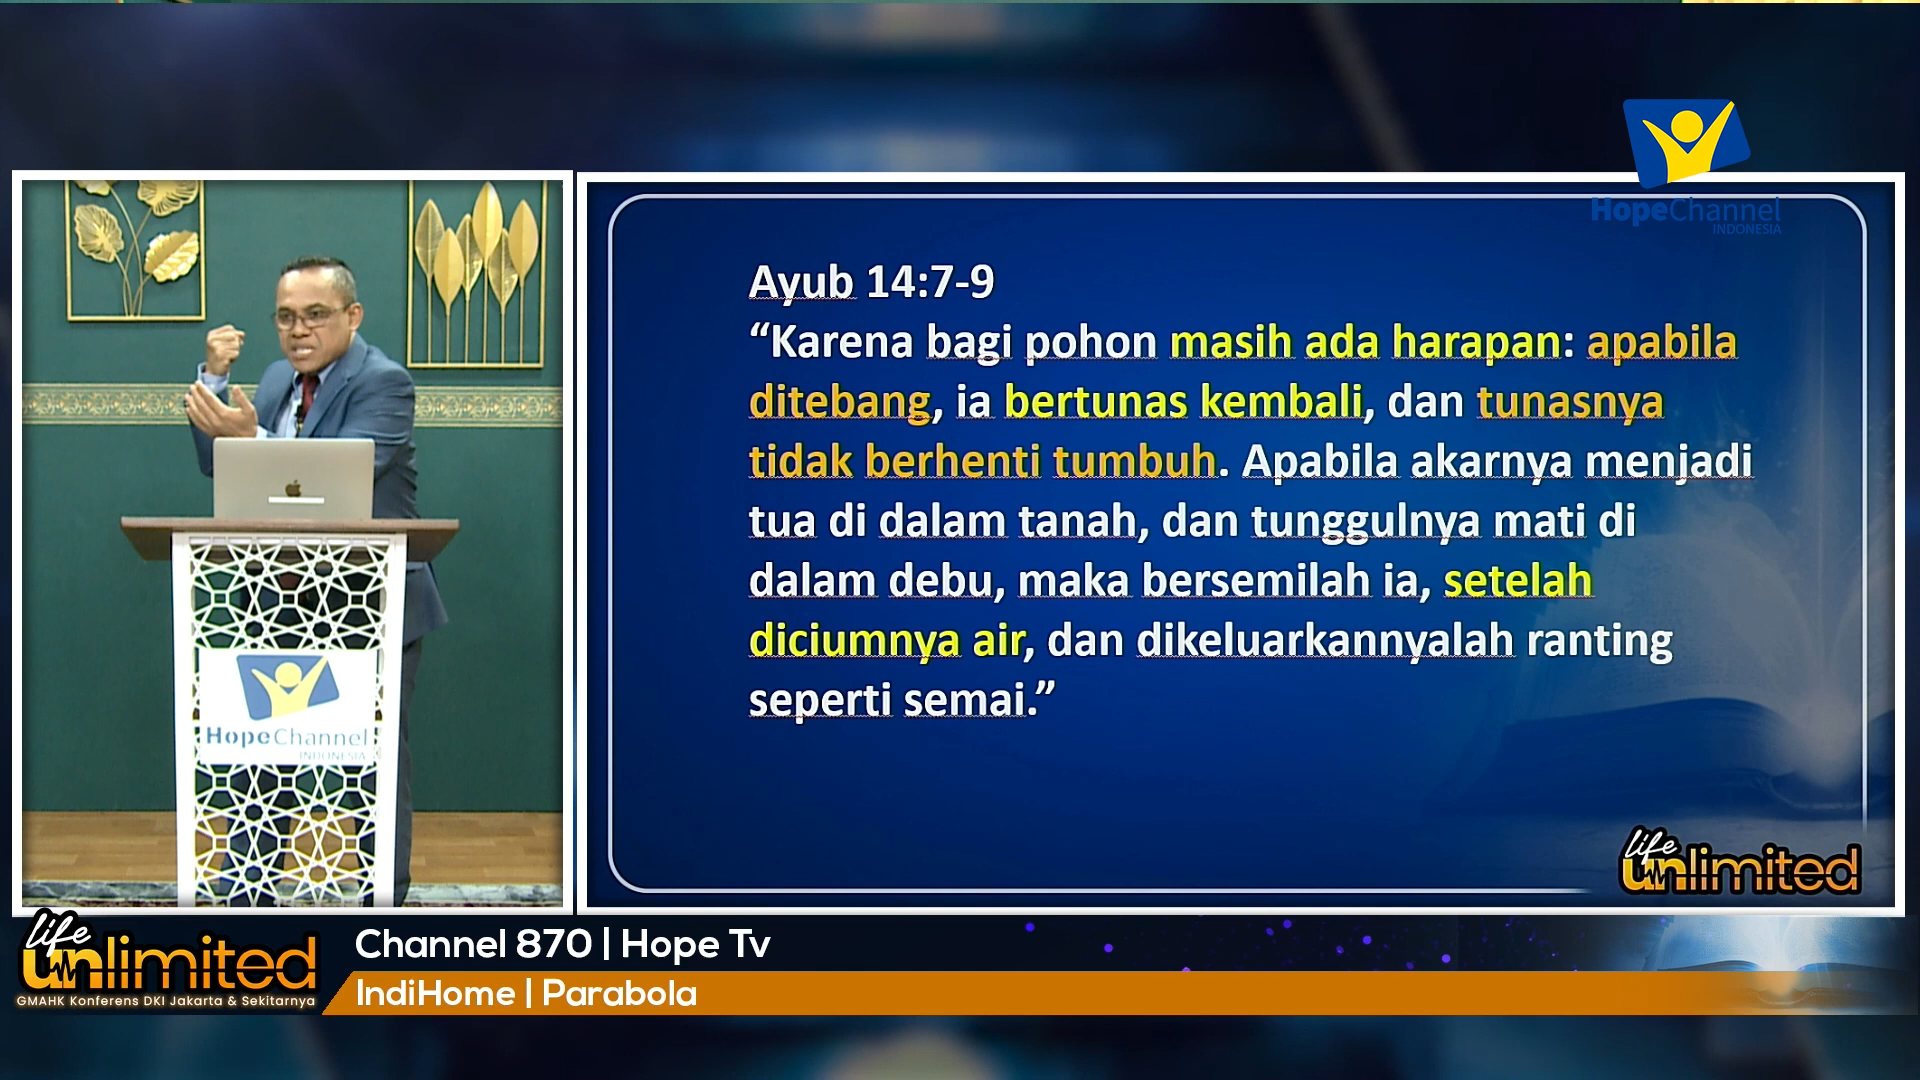 HopeChannel
INDONESIA
Ayub 14:7-9
“Karena bagi pohon masih ada harapan: apabila
ditebang, ia bertunas kembali, dan tunasnya
tidak berhenti tumbuh. Apabila akarnya menjadi
tua di dalam tanah, dan tunggulnya mati di
dalam debu, maka bersemilah ia, setelah
diciumnya air, dan dikeluarkannyalah ranting
seperti semai.”
HopeChannel
INDONESIA
life
unlimited
life
unlimited
GMAHK Konferens DKI Jakarta & Sekitarnya
Channel 870 | Hope Tv
IndiHome | Parabola